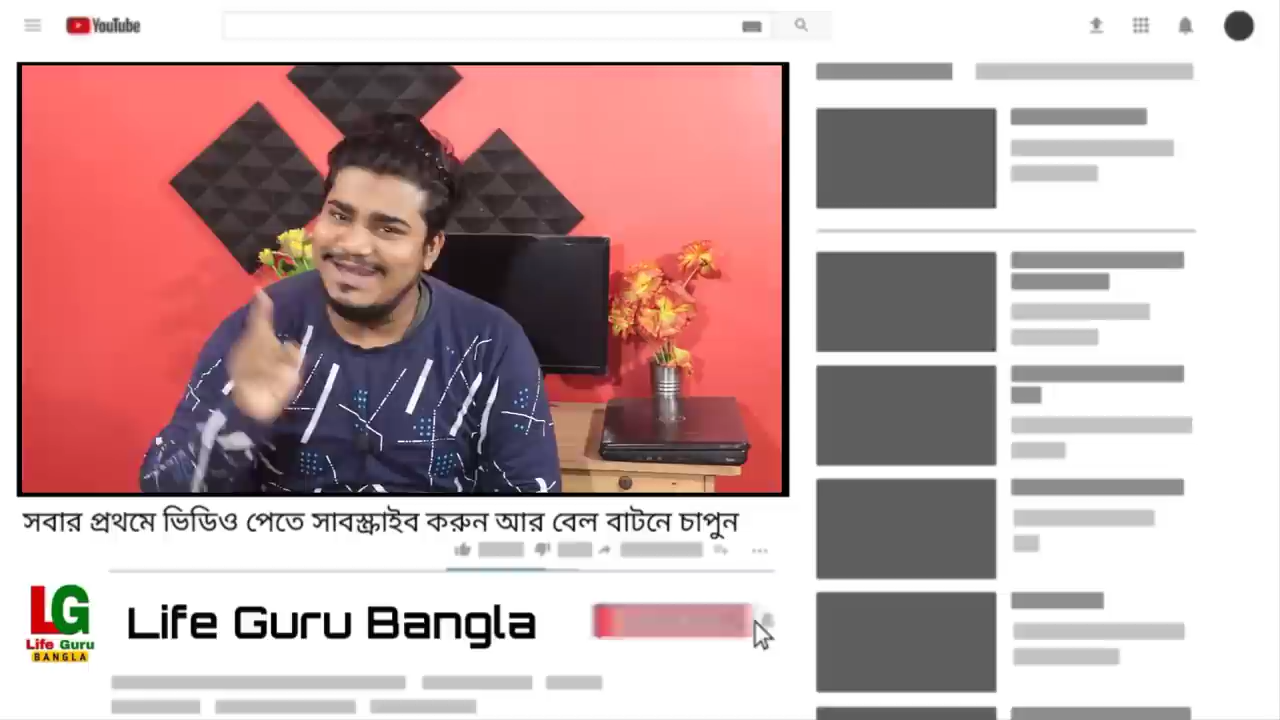 YouTube
সবার প্রথমে ভিডিও পেতে সাবস্ক্রাইব করুন আর বেল বাটনে চাপুন
LG
Life Guru
BANGLA
Life Guru Bangla